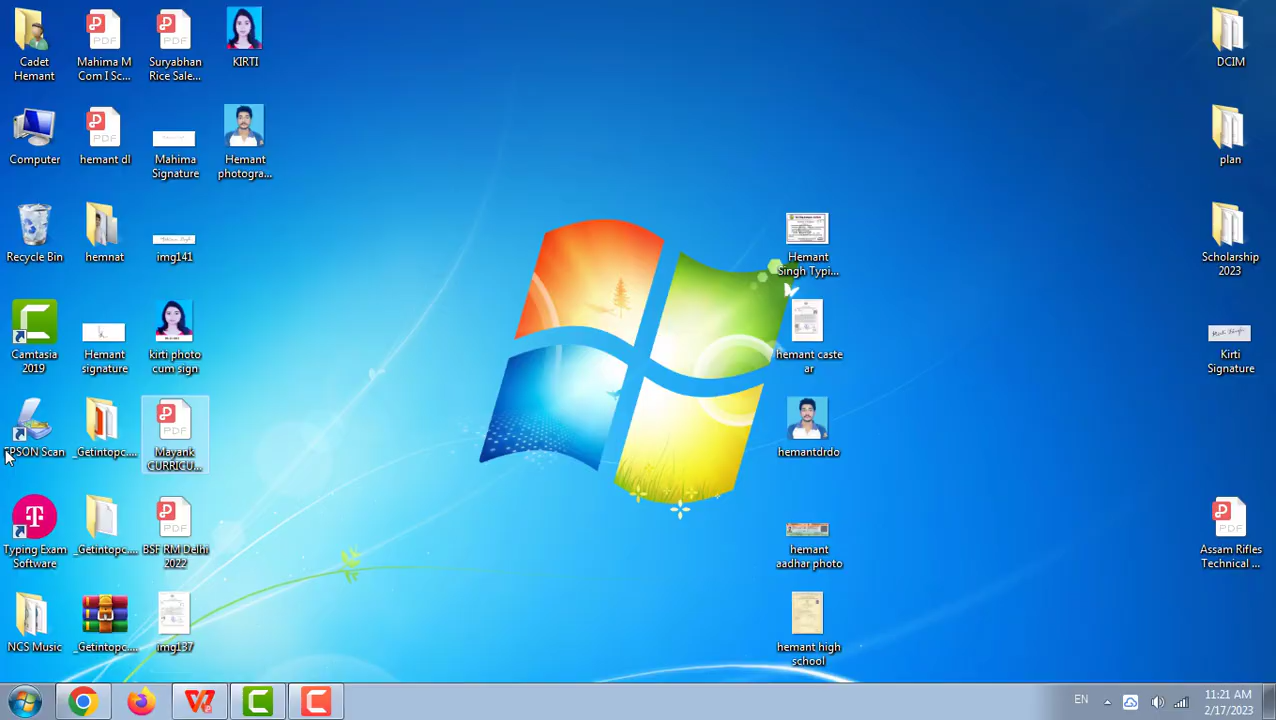 Cadet
Hemant
Mahima M
Com I Sc...
Suryabhan
Rice Sale...
KIRTI
DCIM
Computer
hemant dl
Mahima
Signature
Hemant
photogra...
plan
Recycle Bin
hemnat
img141
Hemant
Singh Typi...
Scholarship
2023
Camtasia
2019
Hemant
signature
kirti photo
cum sign
hemant caste
ar
Kirti
Signature
EPSON Scan
_Getintopc....
PDF
Mayank
CURRICU...
hemantdrdo
Typing Exam
Software
_Getintopc....
BSF RM Delhi
2022
hemant
aadhar photo
Assam Rifles
Technical ...
NCS Music
_Getintopc....
img137
hemant high
school
EN
11:21 AM
2/17/2023